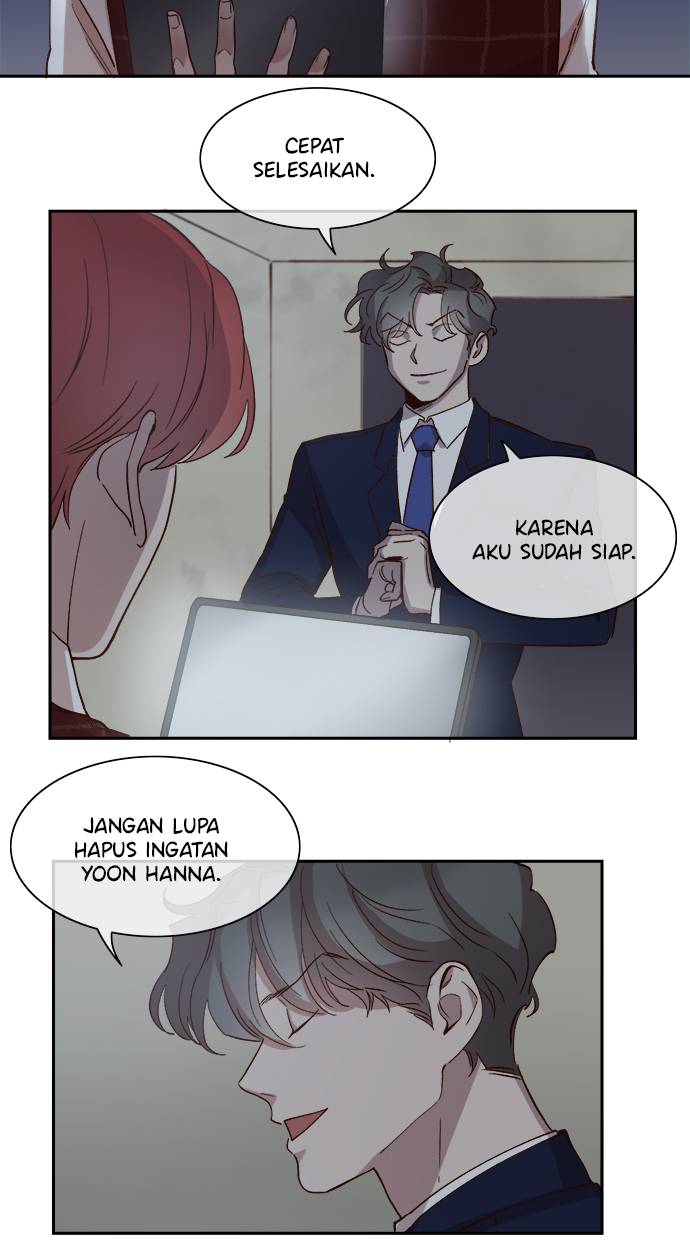 CEPAT
SELESAIKAN.
KARENA
AKU SUDAH SIAP.
JANGAN LUPA
HAPUS INGATAN
YOON HANNA.